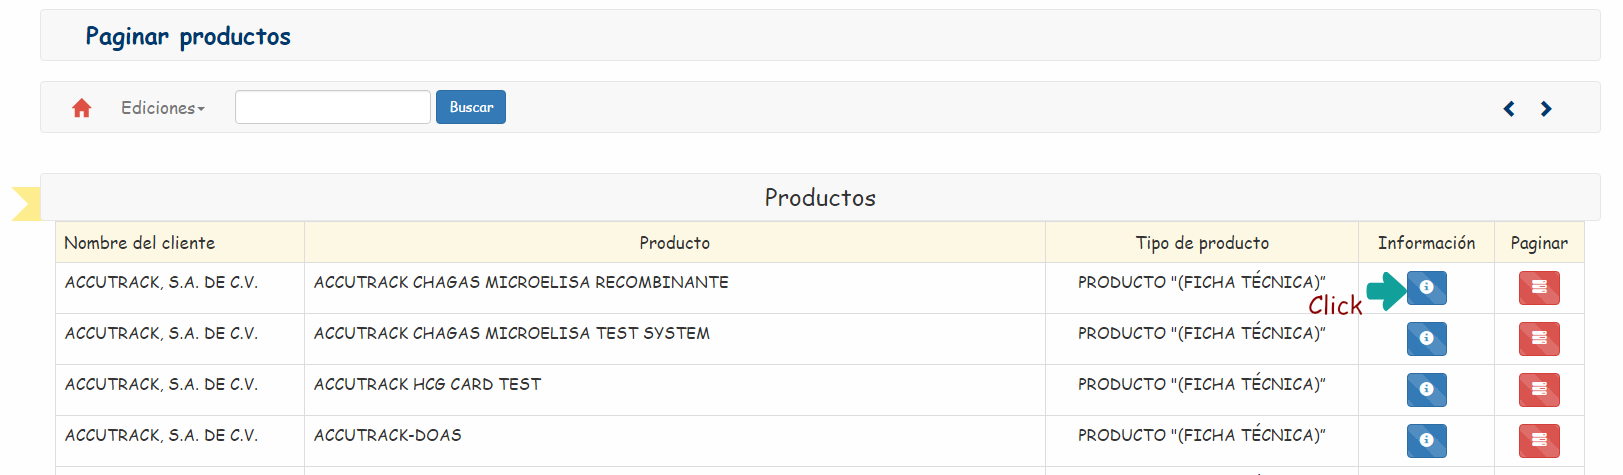 Paginar productos
Ediciones
Buscar
Productos
Nombre del cliente Producto Tipo de producto Información Paginar
ACCUTRACK, S.A. DE C.V. ACCUTRACK CHAGAS MICROELISA RECOMBINANTE PRODUCTO "(FICHA TÉCNICA)"
Click
ACCUTRACK, S.A. DE C.V. ACCUTRACK CHAGAS MICROELISA TEST SYSTEM PRODUCTO "(FICHA TÉCNICA)"
ACCUTRACK, S.A. DE C.V. ACCUTRACK HCG CARD TEST PRODUCTO "(FICHA TÉCNICA)"
ACCUTRACK, S.A. DE C.V. ACCUTRACK-DOAS PRODUCTO "(FICHA TÉCNICA)"